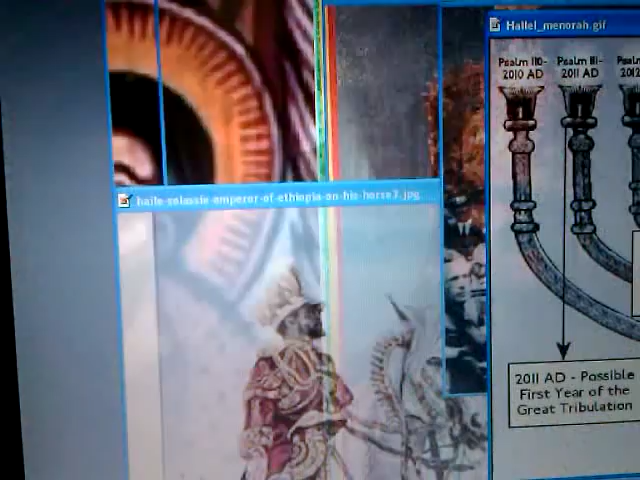 Hallel_menorah.gif
Psalm 110-
2010 AD
Psalm 111-
2011 AD
haile-selassie-emperor-of-ethiopia-on-his-horse7.jpg
2011 AD - Possible
First Year of the
Great Tribulation